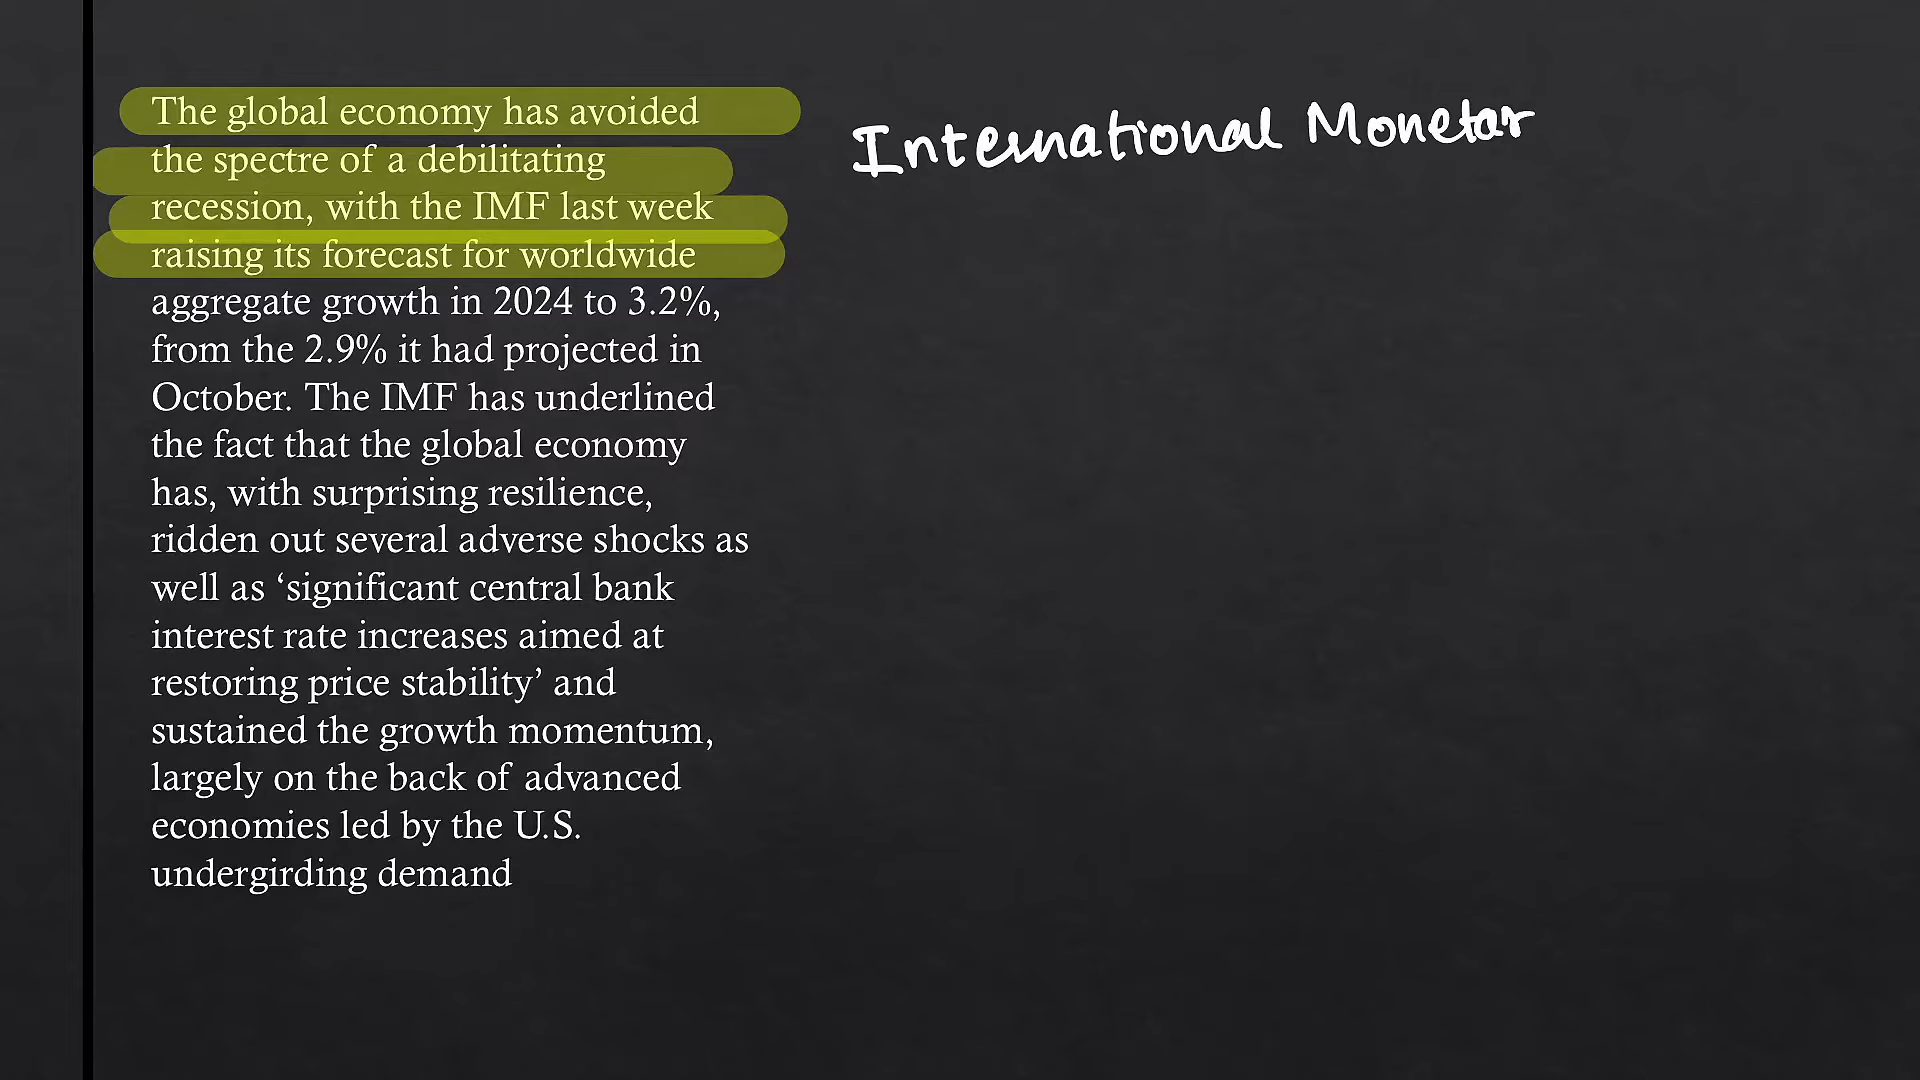 The global economy has avoided
the spectre of a debilitating
recession, with the IMF last week
raising its forecast for worldwide
aggregate growth in 2024 to 3.2%,
from the 2.9% it had projected in
October. The IMF has underlined
the fact that the global economy
has, with surprising resilience,
ridden out several adverse shocks as
well as ‘significant central bank
interest rate increases aimed at
restoring price stability’ and
sustained the growth momentum,
largely on the back of advanced
economies led by the U.S.
undergirding demand
International Monetar